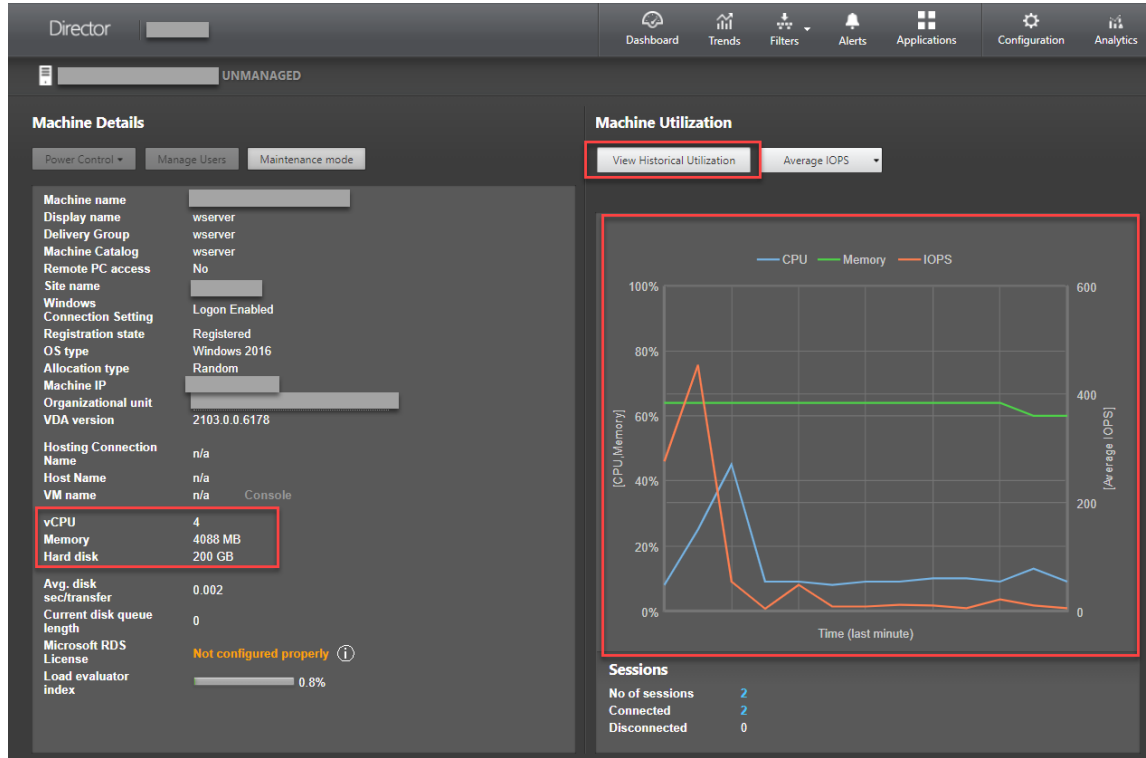 Director
Dashboard Trends Filters Alerts Applications Configuration Analytics
UNMANAGED
Machine Details
Power Control Manage Users Maintenance mode
Machine name
Display name wserver
Delivery Group wserver
Machine Catalog wserver
Remote PC access No
Site name
Windows
Connection Setting Logon Enabled
Registration state Registered
OS type Windows 2016
Allocation type Random
Machine IP
Organizational unit
VDA version 2103.0.0.6178
Hosting Connection
Name n/a
Host Name n/a
VM name n/a Console
vCPU 4
Memory 4088 MB
Hard disk 200 GB
Avg. disk
sec/transfer 0.002
Current disk queue
length 0
Microsoft RDS
License Not configured properly
Load evaluator
index 0.8%
Machine Utilization
View Historical Utilization Average IOPS
CPU Memory IOPS
100% 600
80%
400
60%
[CPU,Memory] [Average IOPS]
40%
200
20%
0% 0
Time (last minute)
Sessions
No of sessions 2
Connected 2
Disconnected 0